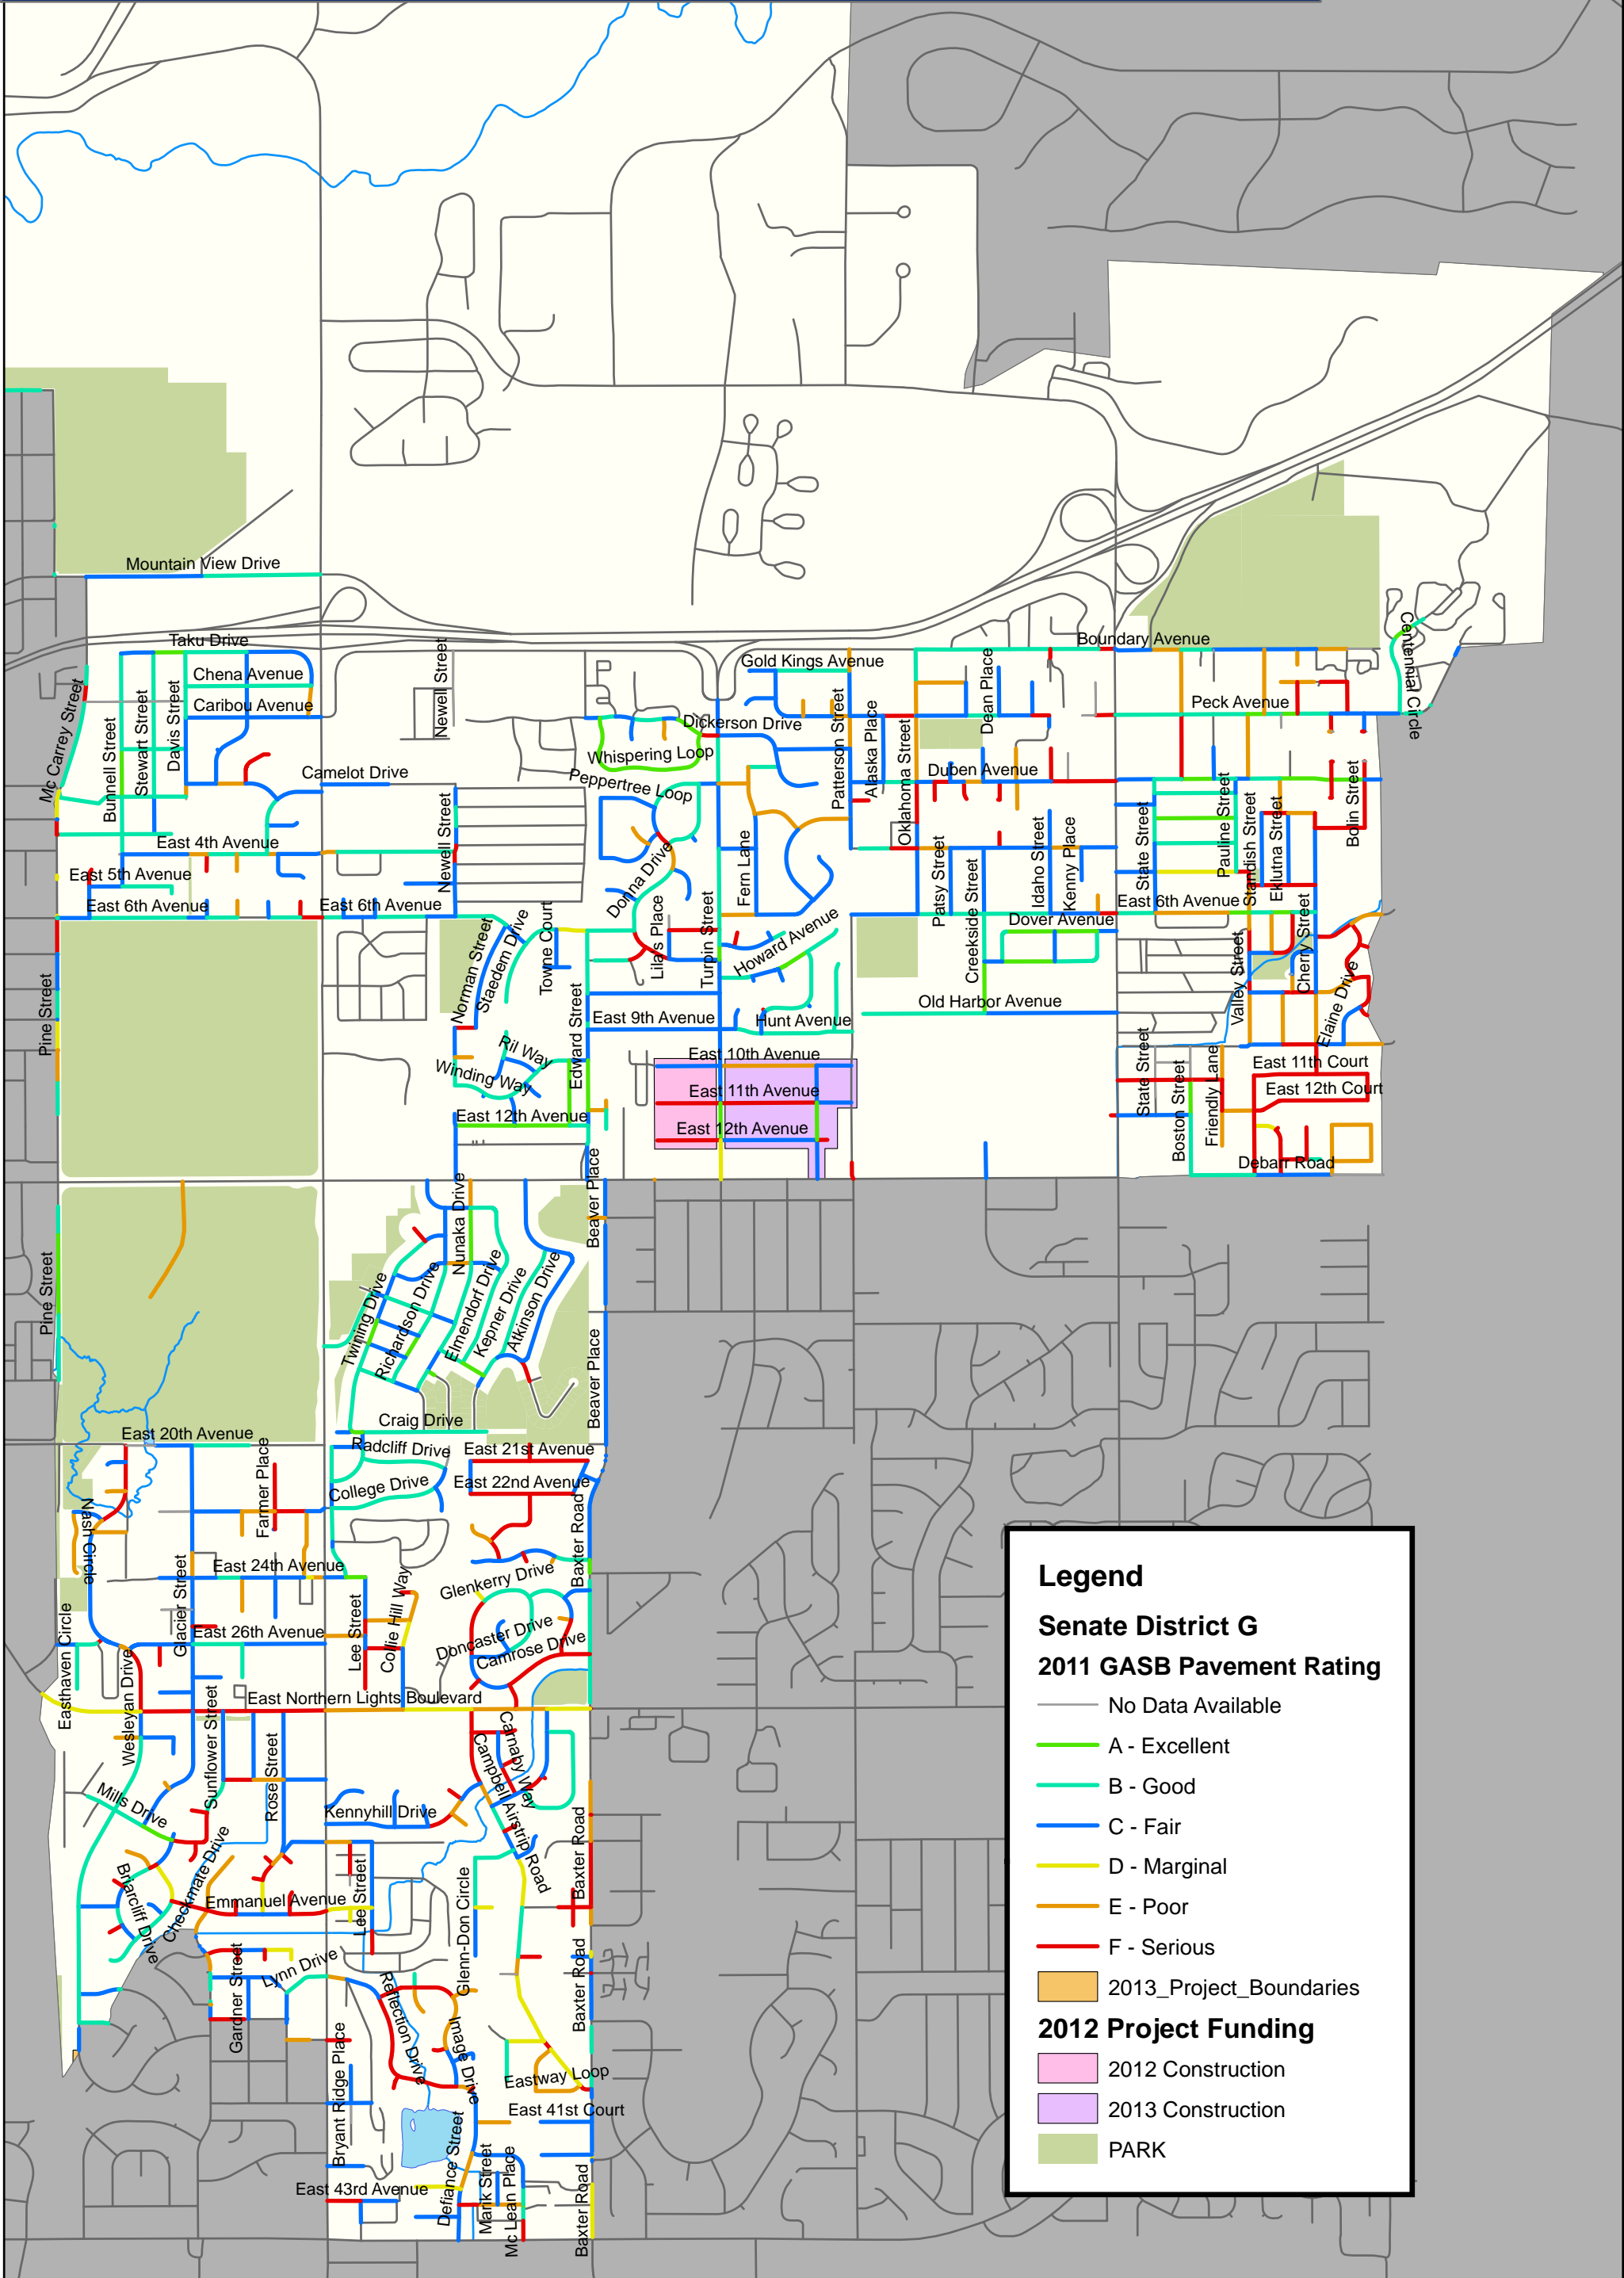 Mountain View Drive
Taku Drive
Boundary Avenue
Centennial Circle
Newell Street
Gold Kings Avenue
Dean Place
Chena Avenue
Mc Carrey Street
Bunnell Street
Stewart Street
Davis Street
Caribou Avenue
Peck Avenue
Dickerson Drive
Patterson Street
Alaska Place
Oklahoma Street
Whispering Loop
Camelot Drive
Peppertree Loop
Duben Avenue
Bolin Street
Newell Street
East 4th Avenue
Donna Drive
Fern Lane
Patsy Street
Creekside Street
Idaho Street
Kenny Place
State Street
Pauline Street
Standish Street
Eklutna Street
East 5th Avenue
East 6th Avenue
East 6th Avenue
East 6th Avenue
Dover Avenue
Norman Street
Staedem Drive
Towne Court
Lila's Place
Turpin Street
Howard Avenue
Valley Street
Cherry Street
Elaine Drive
Pine Street
Old Harbor Avenue
East 9th Avenue
Hunt Avenue
Edward Street
Ril Way
Winding Way
East 10th Avenue
East 11th Avenue
East 12th Avenue
East 12th Avenue
State Street
Boston Street
Friendly Lane
East 11th Court
East 12th Court
Debarr Road
Beaver Place
Pine Street
Nunaka Drive
Twining Drive
Richardson Drive
Elmendorf Drive
Kepner Drive
Atkinson Drive
Beaver Place
Craig Drive
East 20th Avenue
Radcliff Drive
East 21st Avenue
Farmer Place
College Drive
East 22nd Avenue
Nash Circle
Baxter Road
East 24th Avenue
Glacier Street
Glenkerry Drive
Lee Street
Collie Hill Way
Easthaven Circle
East 26th Avenue
Doncaster Drive
Camrose Drive
Wesleyan Drive
East Northern Lights Boulevard
Sunflower Street
Rose Street
Carnaby Way
Campbell Airstrip Road
Mills Drive
Kennyhill Drive
Baxter Road
Briarcliff Drive
Checkmate Drive
Emmanuel Avenue
Lee Street
Glenn-Don Circle
Gardner Street
Lynn Drive
Baxter Road
Reflection Drive
Image Drive
Bryant Ridge Place
Eastway Loop
East 41st Court
Defiance Street
Mark Street
Mc Lean Place
East 43rd Avenue
Baxter Road
Legend
Senate District G
2011 GASB Pavement Rating
No Data Available
A - Excellent
B - Good
C - Fair
D - Marginal
E - Poor
F - Serious
2013_Project_Boundaries
2012 Project Funding
2012 Construction
2013 Construction
PARK